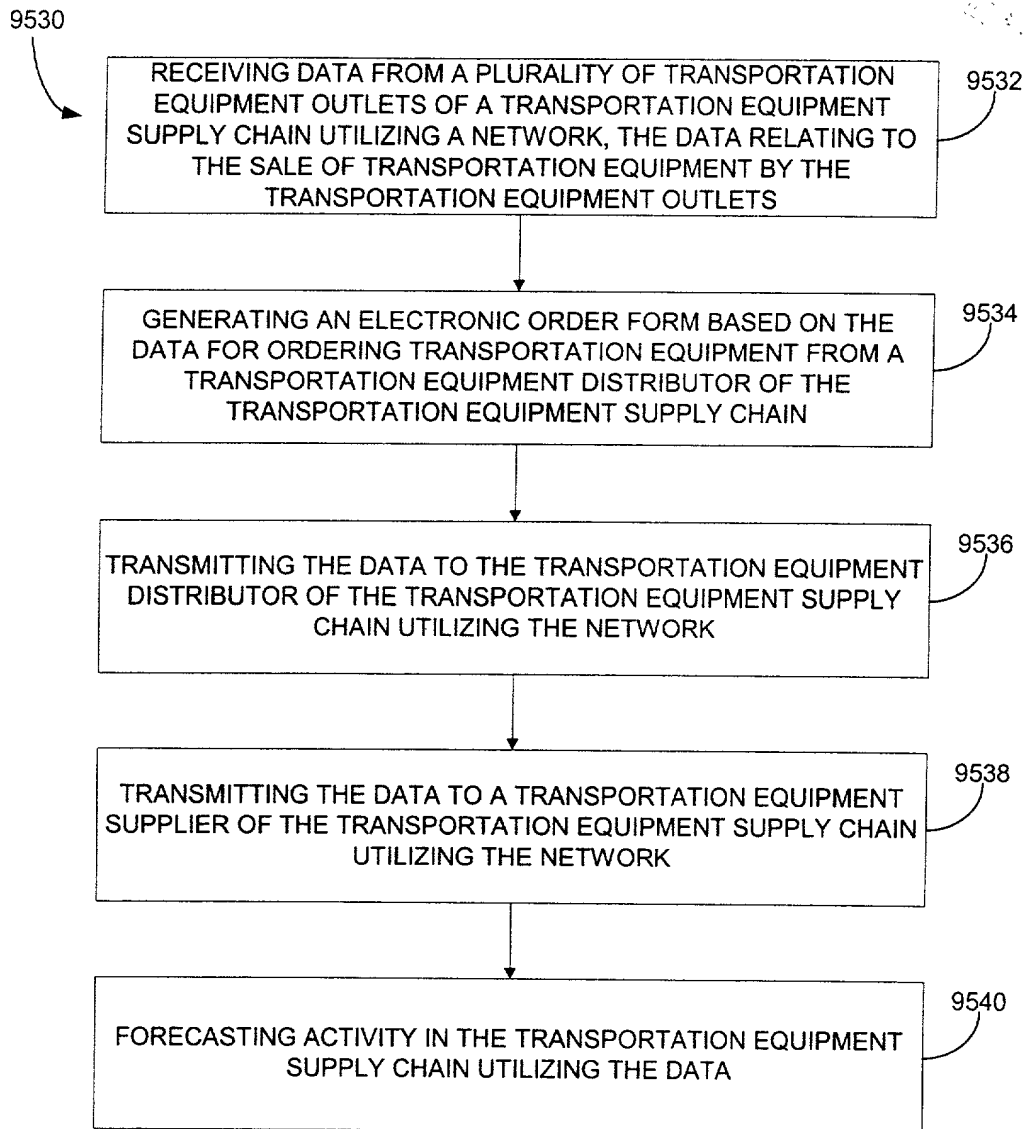 9530
RECEIVING DATA FROM A PLURALITY OF TRANSPORTATION
EQUIPMENT OUTLETS OF A TRANSPORTATION EQUIPMENT
SUPPLY CHAIN UTILIZING A NETWORK, THE DATA RELATING TO
THE SALE OF TRANSPORTATION EQUIPMENT BY THE
TRANSPORTATION EQUIPMENT OUTLETS
9532
GENERATING AN ELECTRONIC ORDER FORM BASED ON THE
DATA FOR ORDERING TRANSPORTATION EQUIPMENT FROM A
TRANSPORTATION EQUIPMENT DISTRIBUTOR OF THE
TRANSPORTATION EQUIPMENT SUPPLY CHAIN
9534
TRANSMITTING THE DATA TO THE TRANSPORTATION EQUIPMENT
DISTRIBUTOR OF THE TRANSPORTATION EQUIPMENT SUPPLY
CHAIN UTILIZING THE NETWORK
9536
TRANSMITTING THE DATA TO A TRANSPORTATION EQUIPMENT
SUPPLIER OF THE TRANSPORTATION EQUIPMENT SUPPLY CHAIN
UTILIZING THE NETWORK
9538
FORECASTING ACTIVITY IN THE TRANSPORTATION EQUIPMENT
SUPPLY CHAIN UTILIZING THE DATA
9540